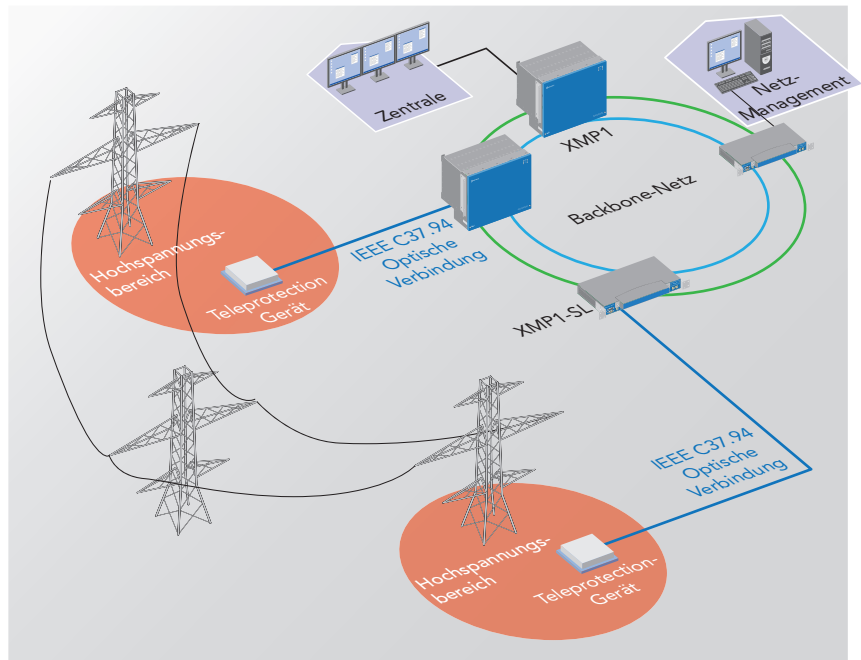 Zentrale
Netz-
Management
XMP1
Backbone-Netz
IEEE C37.94
Optische
Verbindung
Hochspannungs-
bereich
Teleprotection
Gerät
XMP1-SL
IEEE C37.94
Optische
Verbindung
Hochspannungs-
bereich
Teleprotection-
Gerät